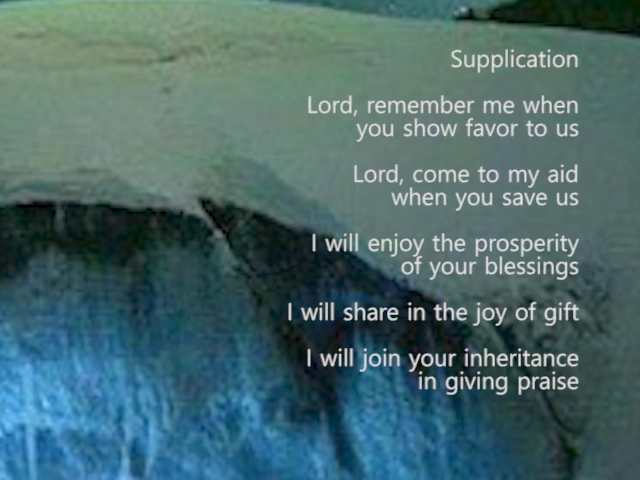 Supplication
Lord, remember me when
you show favor to us
Lord, come to my aid
when you save us
I will enjoy the prosperity
of your blessings
I will share in the joy of gift
I will join your inheritance
in giving praise